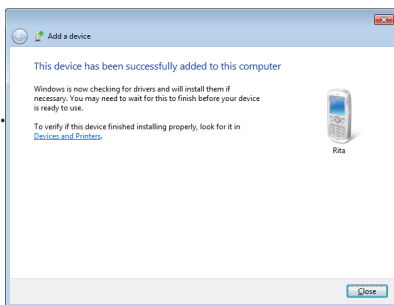 Add a device
This device has been successfully added to this computer
Windows is now checking for drivers and will install them if
necessary. You may need to wait for this to finish before your device
is ready to use.
To verify if this device finished installing properly, look for it in
Devices and Printers.
Rita
Close